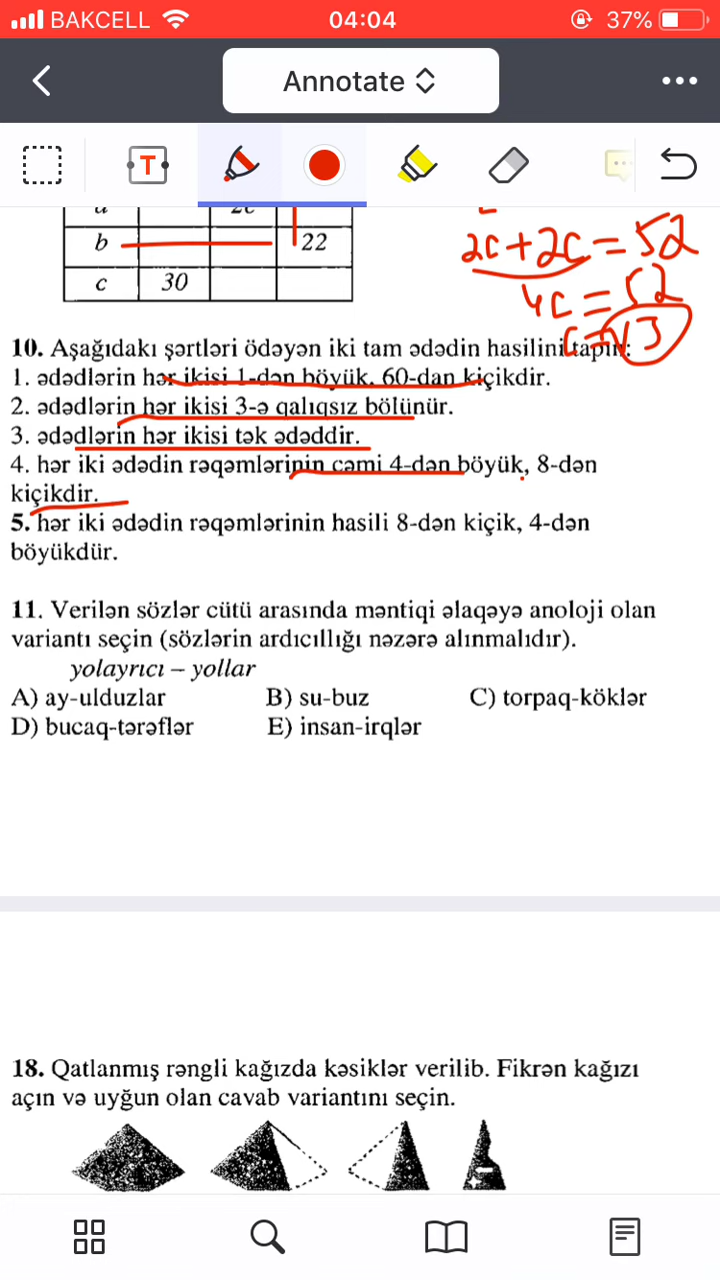 BAKCELL 04:04 37%
Annotate
T
2c
2c+2c=52
b 22
4c=52
c 30
c=13
10. Aşağıdakı şərtləri ödəyən iki tam ədədin hasilini tapın:
1. ədədlərin hər ikisi 1-dən böyük, 60-dan kiçikdir.
2. ədədlərin hər ikisi 3-ə qalıqsız bölünür.
3. ədədlərin hər ikisi tək ədəddir.
4. hər iki ədədin rəqəmlərinin cəmi 4-dən böyük, 8-dən
kiçikdir.
5. hər iki ədədin rəqəmlərinin hasili 8-dən kiçik, 4-dən
böyükdür.
11. Verilən sözlər cütü arasında məntiqi əlaqəyə anoloji olan
variantı seçin (sözlərin ardıcıllığı nəzərə alınmalıdır).
yolayrıcı – yollar
A) ay-ulduzlar B) su-buz C) torpaq-köklər
D) bucaq-tərəflər E) insan-irqlər
18. Qatlanmış rəngli kağızda kəsiklər verilib. Fikrən kağızı
açın və uyğun olan cavab variantını seçin.